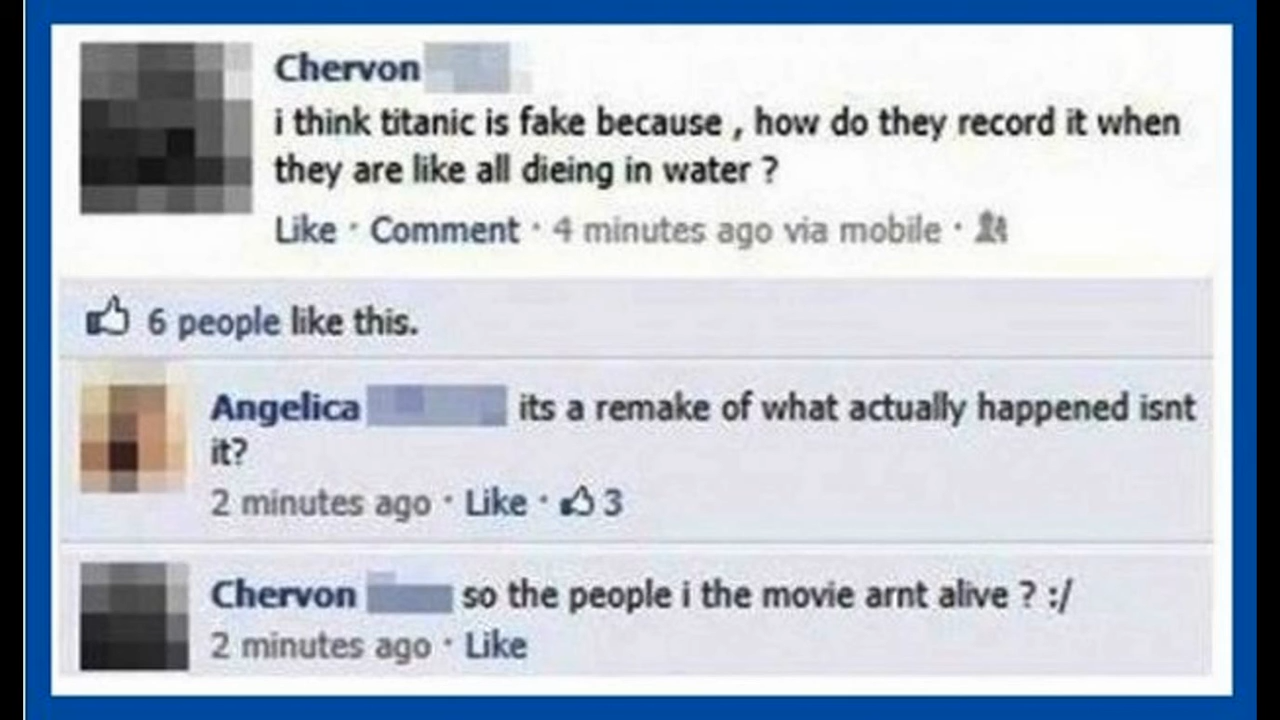 Chervon
i think titanic is fake because , how do they record it when
they are like all dieing in water ?
Like · Comment · 4 minutes ago via mobile ·
6 people like this.
Angelica its a remake of what actually happened isnt
it?
2 minutes ago · Like · 3
Chervon so the people i the movie arnt alive ? :/
2 minutes ago · Like